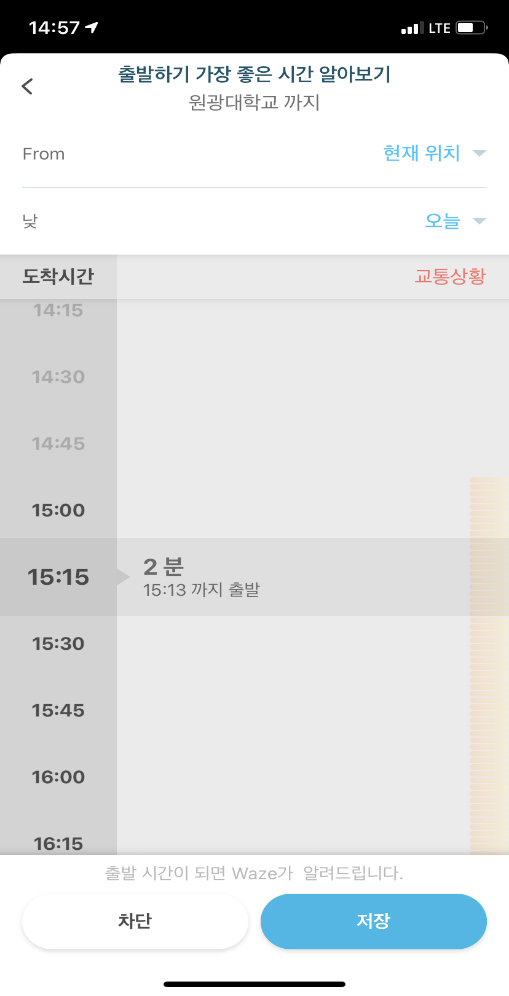 14:57
LTE
출발하기 가장 좋은 시간 알아보기
원광대학교 까지
From 현재 위치
낮 오늘
도착시간 교통상황
14:15
14:30
14:45
15:00
15:15
2 분
15:13 까지 출발
15:30
15:45
16:00
16:15
출발 시간이 되면 Waze가 알려드립니다.
차단 저장